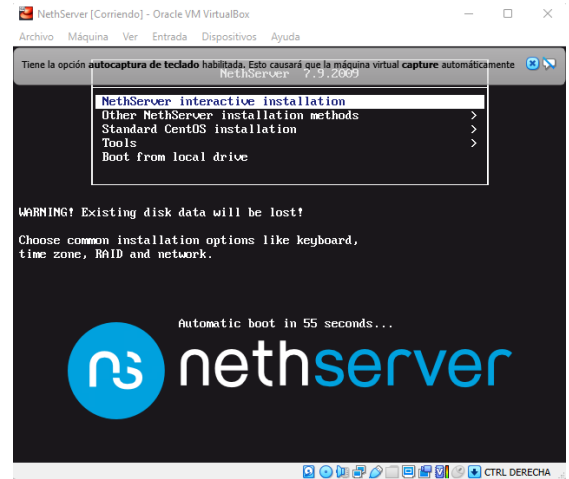 NethServer [Corriendo] - Oracle VM VirtualBox
Archivo Máquina Ver Entrada Dispositivos Ayuda
Tiene la opción autocaptura de teclado habilitada. Esto causará que la máquina virtual capture automáticamente
NethServer 7.9.2009
NethServer interactive installation
Other NethServer installation methods >
Standard CentOS installation >
Tools >
Boot from local drive
WARNING! Existing disk data will be lost!
Choose common installation options like keyboard,
time zone, RAID and network.
Automatic boot in 55 seconds...
ns nethserver
CTRL DERECHA